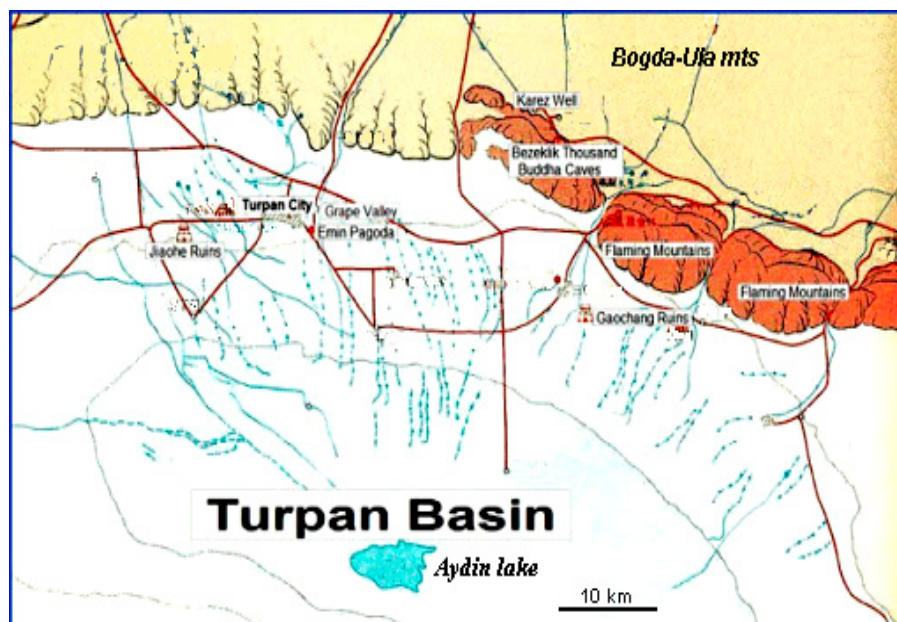 Bogda-Ula mts
Karez Well
Bezeklik Thousand
Buddha Caves
Turpan City
Grape Valley
Emin Pagoda
Jiaohe Ruins
Flaming Mountains
Flaming Mountains
Gaochang Ruins
Turpan Basin
Aydin lake
10 km